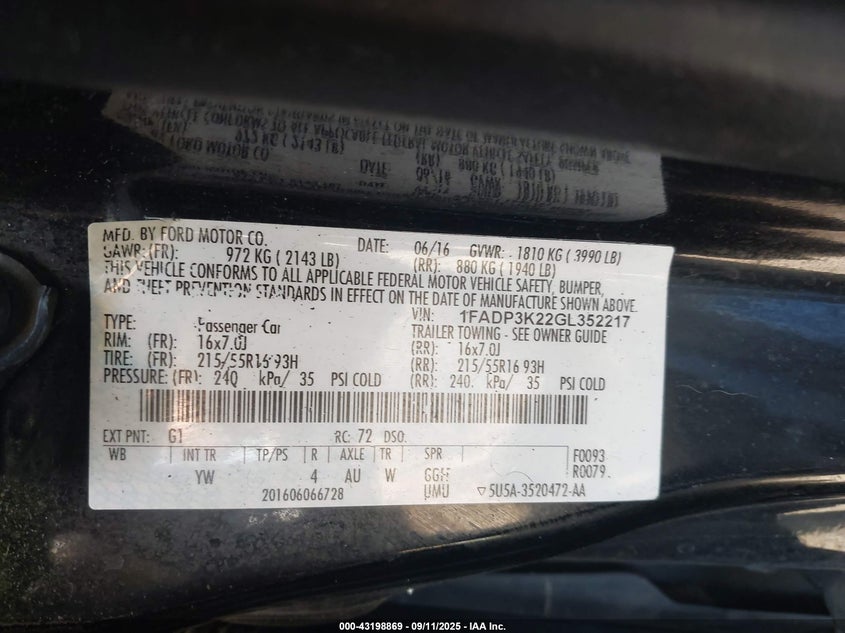 MFD. BY FORD MOTOR CO. DATE: 06/16 GVWR: 1810 KG ( 3990 LB)
GAWR: (FR): 972 KG ( 2143 LB) (RR): 880 KG ( 1940 LB)
THIS VEHICLE CONFORMS TO ALL APPLICABLE FEDERAL MOTOR VEHICLE SAFETY, BUMPER,
AND THEFT PREVENTION STANDARDS IN EFFECT ON THE DATE OF MANUFACTURE SHOWN ABOVE.
VIN: 1FADP3K22GL352217
TYPE: Passenger Car TRAILER TOWING - SEE OWNER GUIDE
RIM: (FR): 16x7.0J (RR): 16x7.0J
TIRE: (FR): 215/55R16 93H (RR): 215/55R16 93H
PRESSURE: (FR): 240 kPa/ 35 PSI COLD (RR): 240 kPa/ 35 PSI COLD
EXT PNT: G1 RC: 72 DSO:
WB INT TR TP/PS R AXLE TR SPR F0093
YW 4 AU W GGH R0079
201606066728 UMU ▽5U5A-3520472-AA
000-43198869 - 09/11/2025 - IAA Inc.